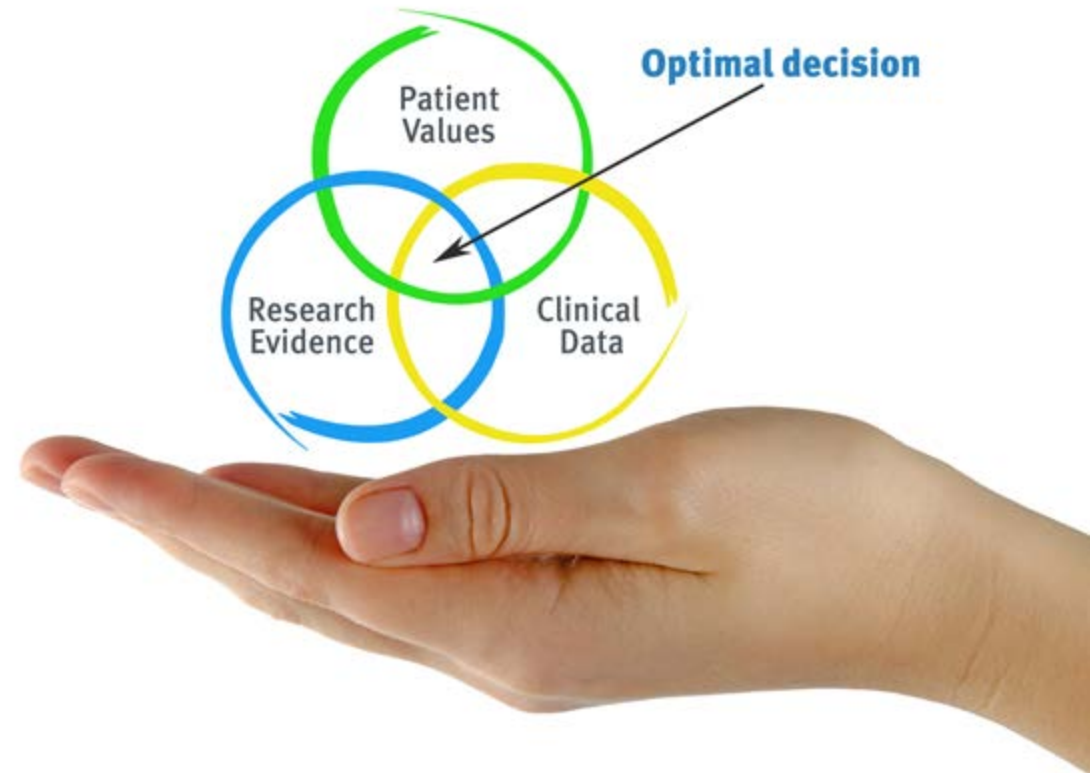 Optimal decision
Patient
Values
Research
Evidence
Clinical
Data